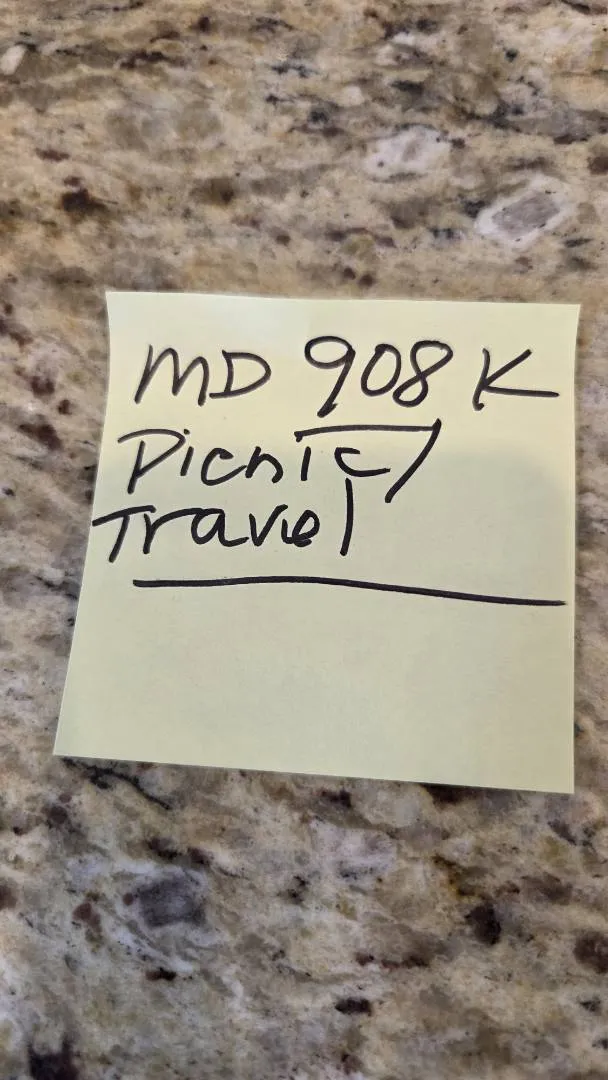 MD 908 K
Picnic/
Travel